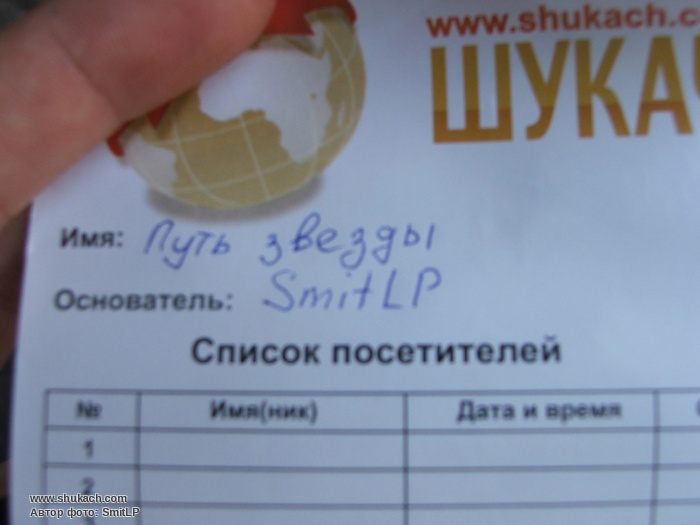 www.shukach.c
ШУКА
Имя: Путь звезды
Основатель: SmitLP
Список посетителей
№ Имя(ник) Дата и время
1
2
www.shukach.com
Автор фото: SmitLP